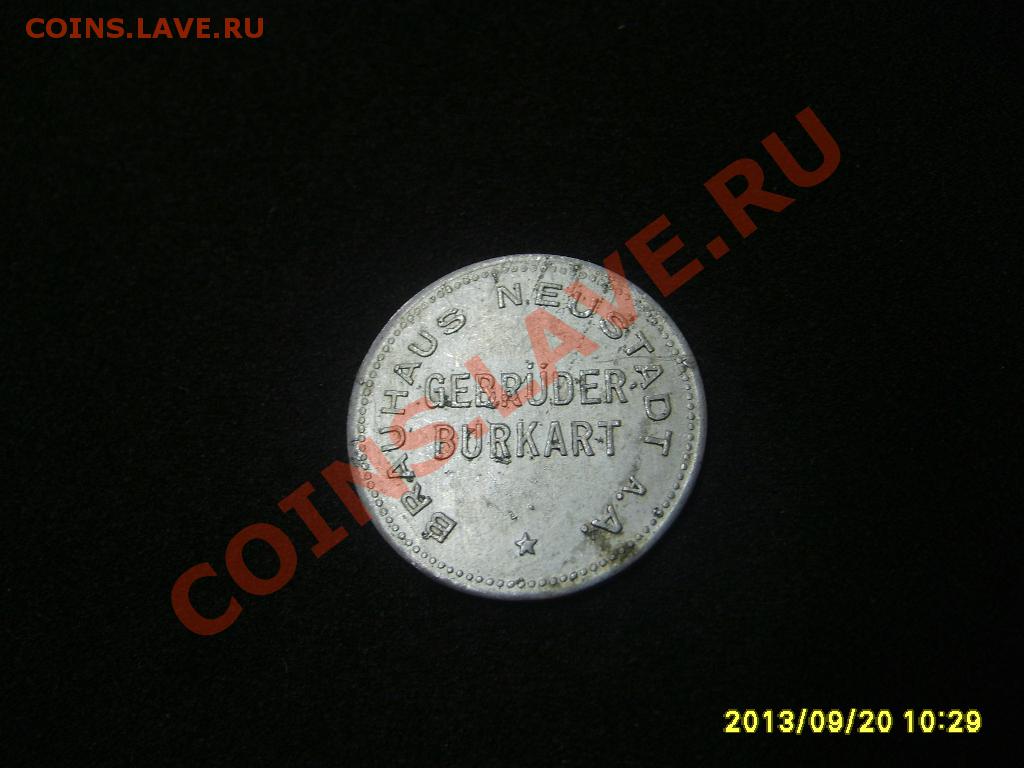 COINS.LAVE.RU
BRAUHAUS NEUSTADT A. A.
GEBRÜDER
BURKART
COINS.LAVE.RU
2013/09/20 10:29